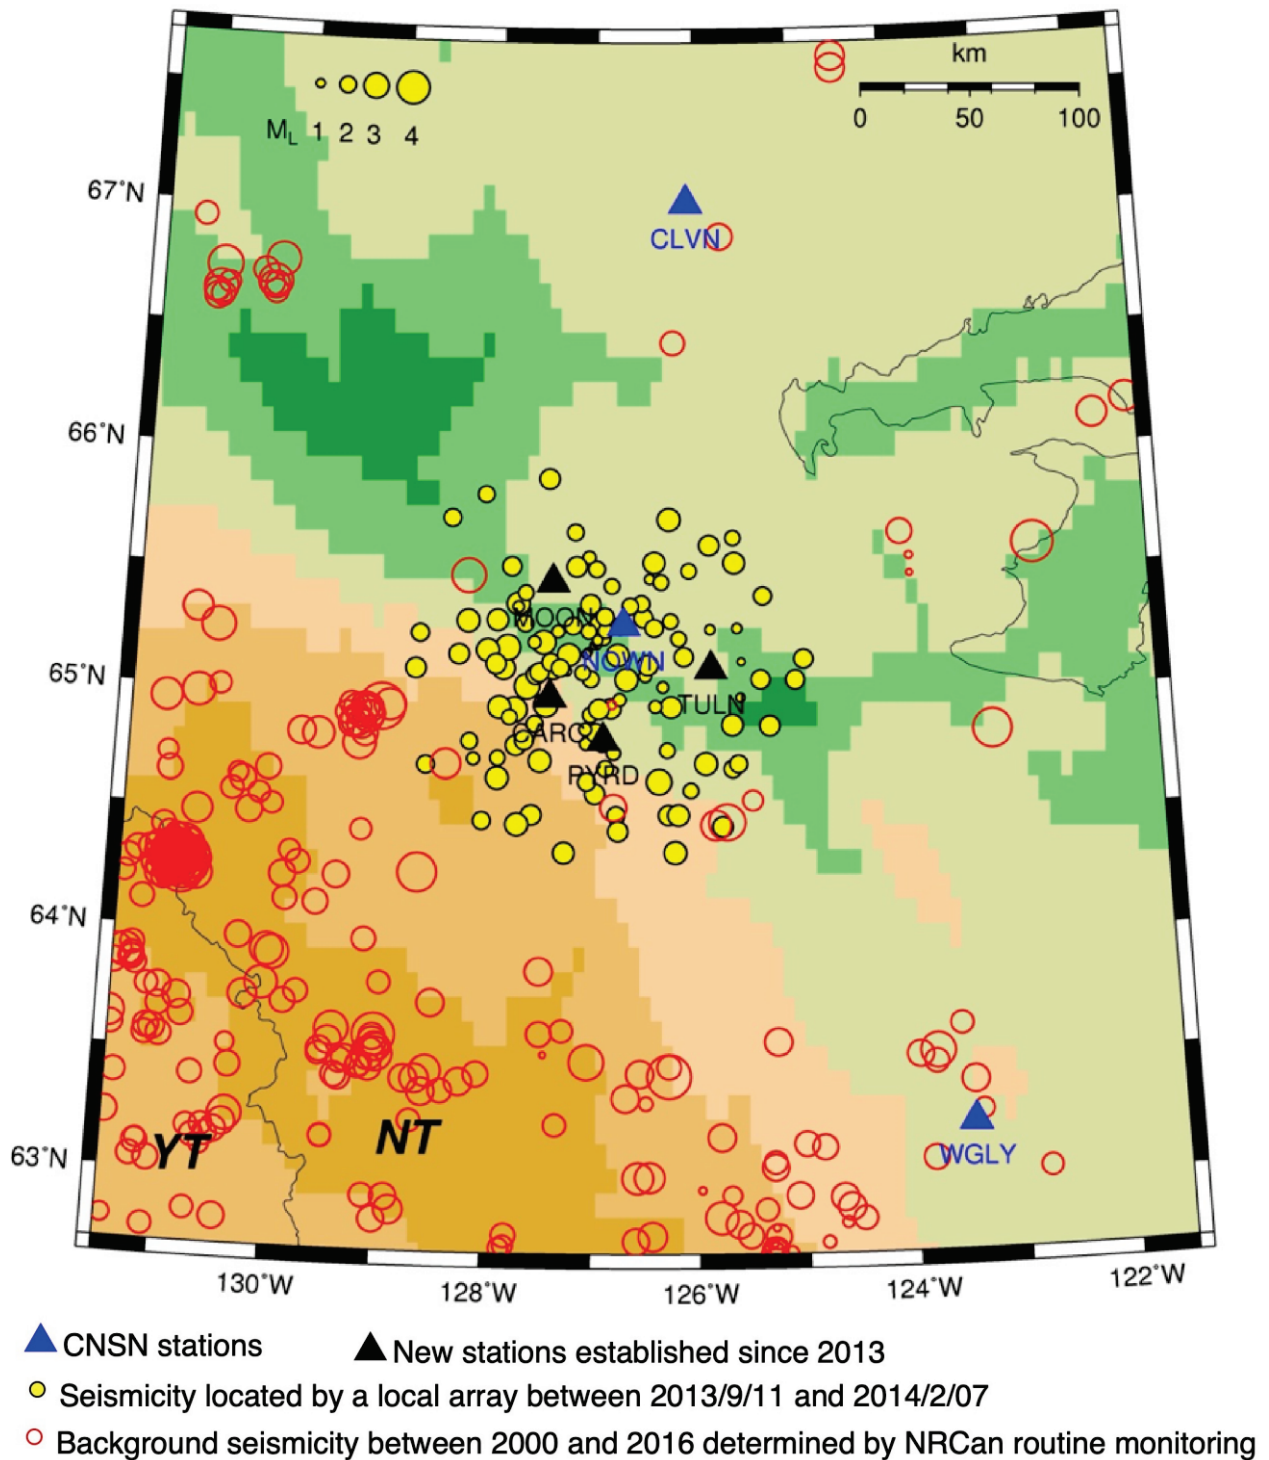 km
0 50 100
M_L 1 2 3 4
67°N
CLVN
66°N
MOON
NOWN
65°N
TULN
CARC
PYRD
64°N
NT
YT
63°N
WGLY
130°W 128°W 126°W 124°W 122°W
CNSN stations
New stations established since 2013
Seismicity located by a local array between 2013/9/11 and 2014/2/07
Background seismicity between 2000 and 2016 determined by NRCan routine monitoring